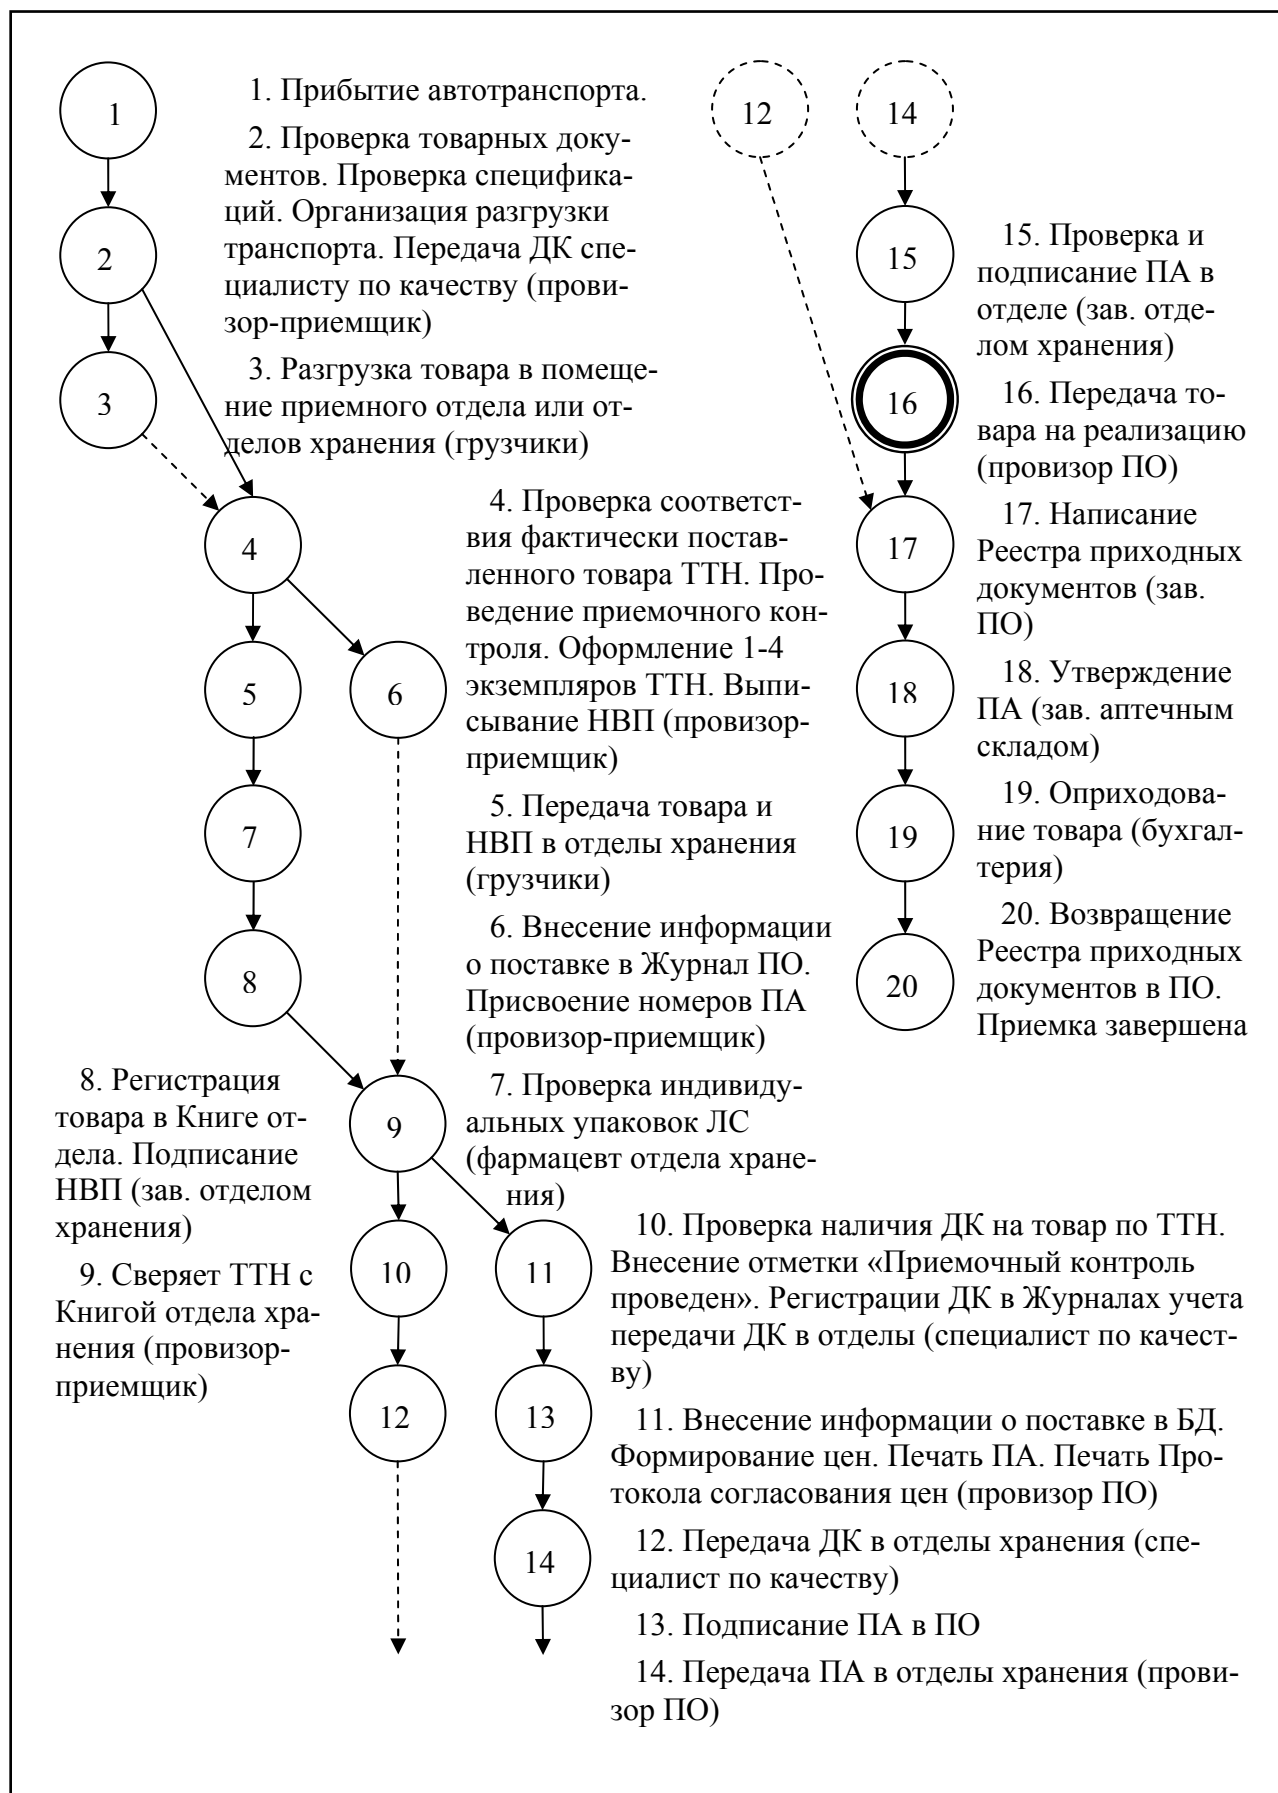 1
2
3
4
5
6
7
8
9
10
11
12
13
14
1. Прибытие автотранспорта.
2. Проверка товарных доку-
ментов. Проверка специфика-
ций. Организация разгрузки
транспорта. Передача ДК спе-
циалисту по качеству (прови-
зор-приемщик)
3. Разгрузка товара в помеще-
ние приемного отдела или от-
делов хранения (грузчики)
4. Проверка соответст-
вия фактически постав-
ленного товара ТТН. Про-
ведение приемочного кон-
троля. Оформление 1-4
экземпляров ТТН. Выпи-
сывание НВП (провизор-
приемщик)
5. Передача товара и
НВП в отделы хранения
(грузчики)
6. Внесение информации
о поставке в Журнал ПО.
Присвоение номеров ПА
(провизор-приемщик)
7. Проверка индивиду-
альных упаковок ЛС
(фармацевт отдела хране-
ния)
8. Регистрация
товара в Книге от-
дела. Подписание
НВП (зав. отделом
хранения)
9. Сверяет ТТН с
Книгой отдела хра-
нения (провизор-
приемщик)
10. Проверка наличия ДК на товар по ТТН.
Внесение отметки «Приемочный контроль
проведен». Регистрации ДК в Журналах учета
передачи ДК в отделы (специалист по качест-
ву)
11. Внесение информации о поставке в БД.
Формирование цен. Печать ПА. Печать Про-
токола согласования цен (провизор ПО)
12. Передача ДК в отделы хранения (спе-
циалист по качеству)
13. Подписание ПА в ПО
14. Передача ПА в отделы хранения (прови-
зор ПО)
12
14
15
16
17
18
19
20
15. Проверка и
подписание ПА в
отделе (зав. отде-
лом хранения)
16. Передача то-
вара на реализацию
(провизор ПО)
17. Написание
Реестра приходных
документов (зав.
ПО)
18. Утверждение
ПА (зав. аптечным
складом)
19. Оприходова-
ние товара (бухгал-
терия)
20. Возвращение
Реестра приходных
документов в ПО.
Приемка завершена